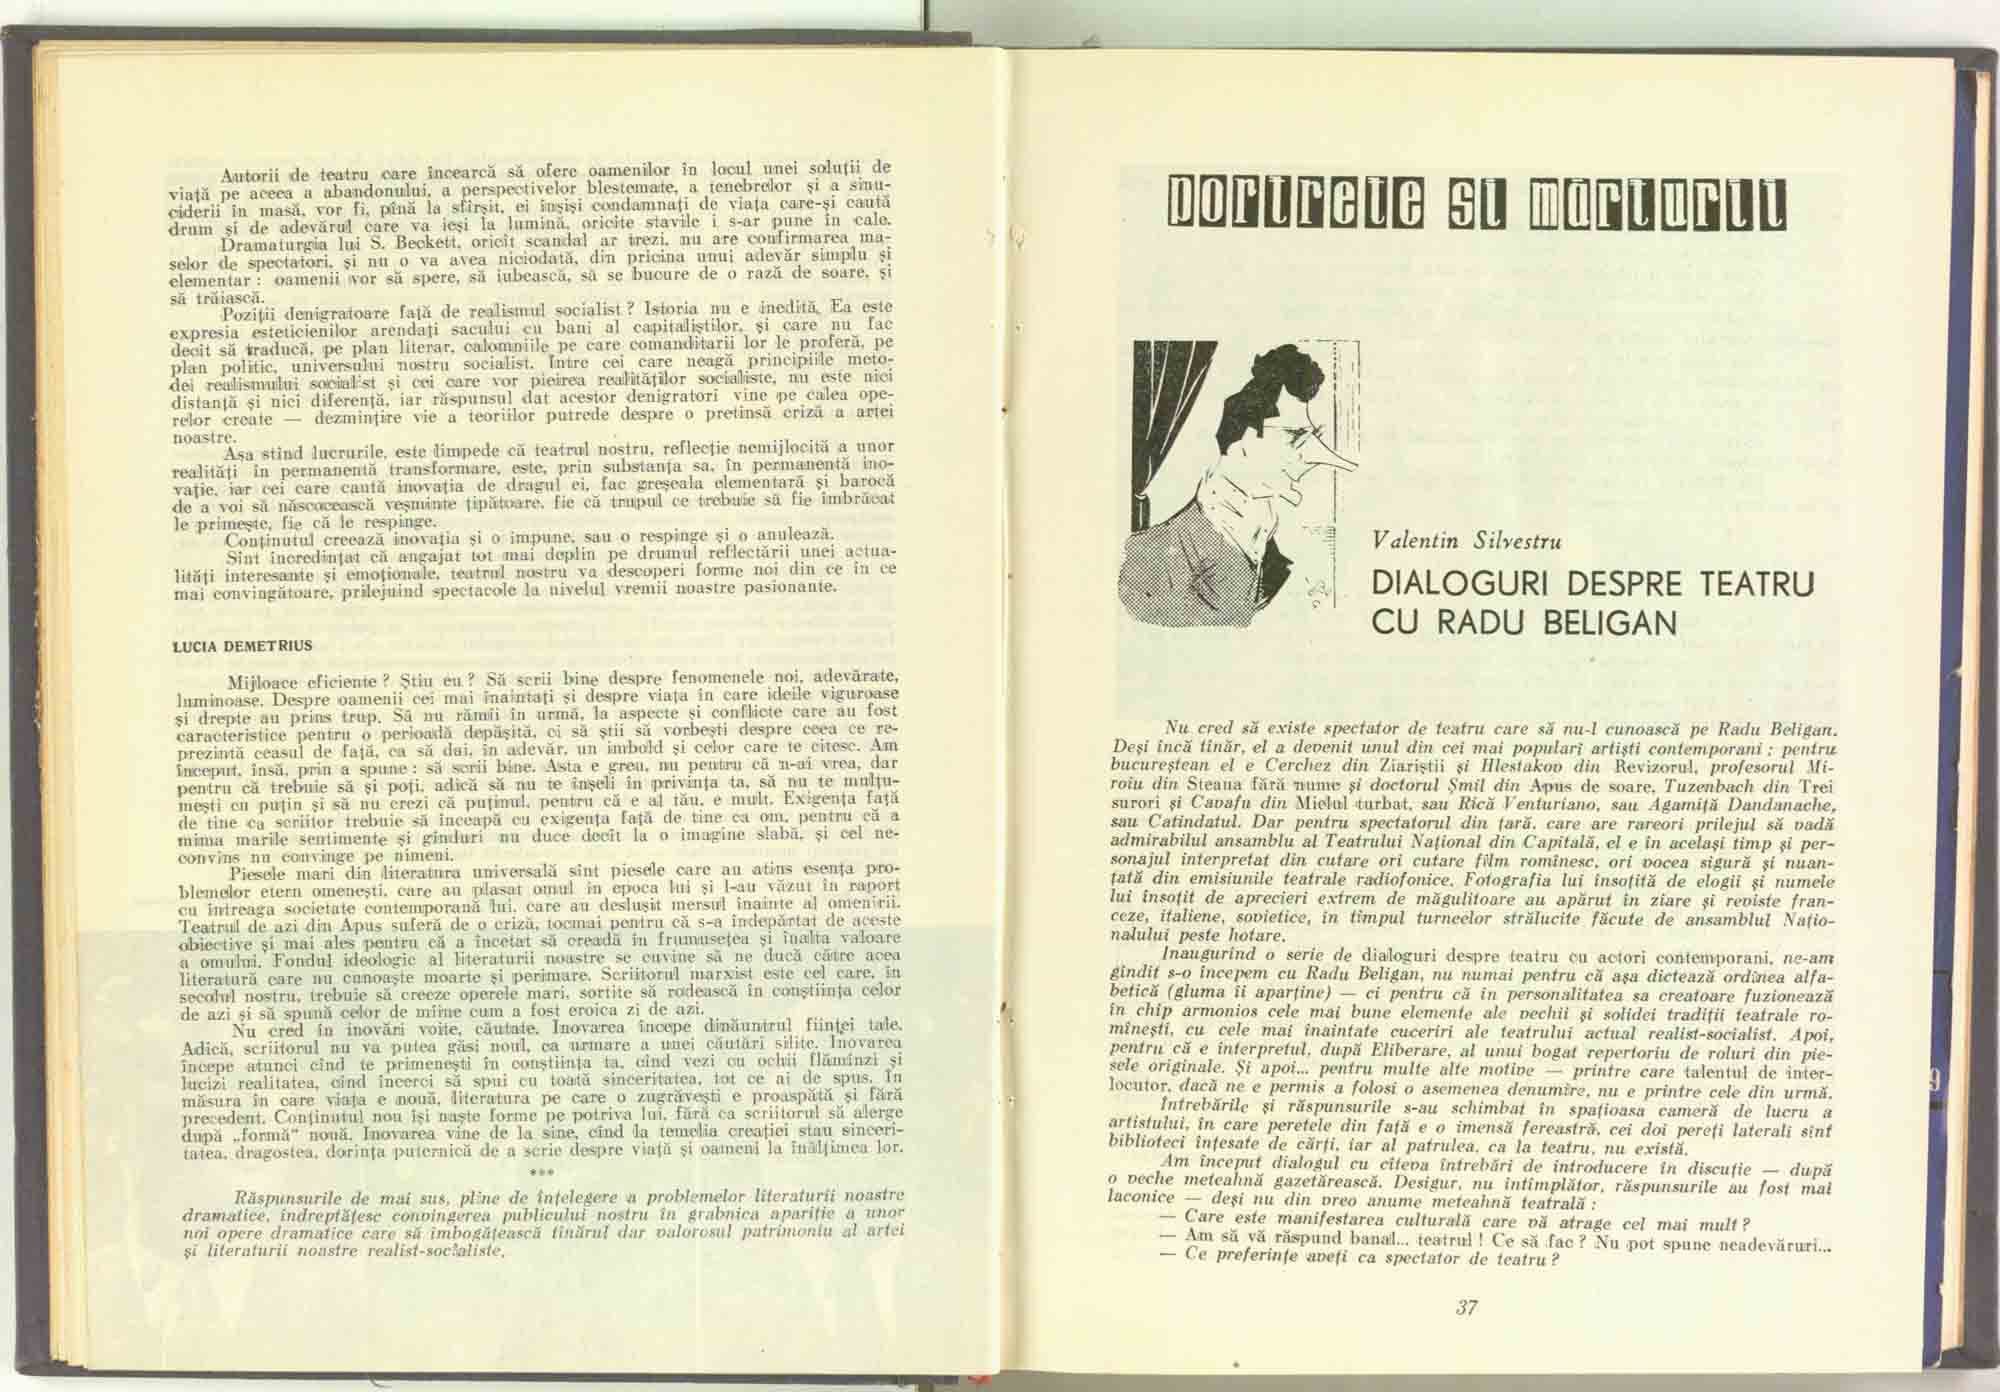 Autorii de teatru care încearcă să ofere oamenilor în locul unei soluții de
viață pe aceea a abandonului, a perspectivelor blestemate, a tenebrelor și a sinu-
ciderii în masă, vor fi, pînă la sfîrșit, ei înșiși condamnați de viața care-și caută
drum și de adevărul care va ieși la lumină, oricîte stavile i s-ar pune în cale.
Dramaturgia lui S. Beckett, oricît scandal ar trezi, nu are confirmarea ma-
selor de spectatori, și nu o va avea niciodată, din pricina unui adevăr simplu și
elementar : oamenii vor să spere, să iubească, să se bucure de o rază de soare, și
să trăiască.
Poziții denigratoare față de realismul socialist ? Istoria nu e inedită. Ea este
expresia esteticienilor arendați sacului cu bani al capitaliștilor, și care nu fac
decît să traducă, pe plan literar, calomniile pe care comanditarii lor le proferă, pe
plan politic, universului nostru socialist. Între cei care neagă principiile meto-
dei realismului socialist și cei care vor pieirea realităților socialiste, nu este nici
distanță și nici diferență, iar răspunsul dat acestor denigratori vine pe calea ope-
relor create — dezmințire vie a teoriilor putrede despre o pretinsă criză a artei
noastre.
Așa stînd lucrurile, este limpede că teatrul nostru, reflecție nemijlocită a unor
realități în permanentă transformare, este, prin substanța sa, în permanentă ino-
vație, iar cei care caută inovația de dragul ei, fac greșeala elementară și barocă
de a voi să născocească veșminte țipătoare, fie că trupul ce trebuie să fie îmbrăcat
le primește, fie că le respinge.
Conținutul creează inovația și o impune, sau o respinge și o anulează.
Sînt încredințat că angajat tot mai deplin pe drumul reflectării unei actua-
lități interesante și emoționale, teatrul nostru va descoperi forme noi din ce în ce
mai convingătoare, prilejuind spectacole la nivelul vremii noastre pasionante.
LUCIA DEMETRIUS
Mijloace eficiente ? Știu eu ? Să scrii bine despre fenomenele noi, adevărate,
luminoase. Despre oamenii cei mai înaintați și despre viața în care ideile viguroase
și drepte au prins trup. Să nu rămîi în urmă, la aspecte și conflicte care au fost
caracteristice pentru o perioadă depășită, ci să știi să vorbești despre ceea ce re-
prezintă ceasul de față, ca să dai, în adevăr, un imbold și celor care te citesc. Am
început, însă, prin a spune : să scrii bine. Asta e greu, nu pentru că n-ai vrea, dar
pentru că trebuie să și poți, adică să nu te înșeli în privința ta, să nu te mulțu-
mești cu puțin și să nu crezi că puținul, pentru că e al tău, e mult. Exigența față
de tine ca scriitor trebuie să înceapă cu exigența față de tine ca om, pentru că a
mima marile sentimente și gînduri nu duce decît la o imagine slabă, și cel ne-
convins nu convinge pe nimeni.
Piesele mari din literatura universală sînt piesele care au atins esența pro-
blemelor etern omenești, care au plasat omul în epoca lui și l-au văzut în raport
cu întreaga societate contemporană lui, care au deslușit mersul înainte al omenirii.
Teatrul de azi din Apus suferă de o criză, tocmai pentru că s-a îndepărtat de aceste
obiective și mai ales pentru că a încetat să creadă în frumusețea și înalta valoare
a omului. Fondul ideologic al literaturii noastre se cuvine să ne ducă către acea
literatură care nu cunoaște moarte și perimare. Scriitorul marxist este cel care, în
secolul nostru, trebuie să creeze operele mari, sortite să rodească în conștiința celor
de azi și să spună celor de mîine cum a fost eroica zi de azi.
Nu cred în inovări voite, căutate. Inovarea începe dinăuntrul ființei tale.
Adică, scriitorul nu va putea găsi noul, ca urmare a unei căutări silite. Inovarea
începe atunci cînd te primenești în conștiința ta, cînd vezi cu ochii flămînzi și
lucizi realitatea, cînd încerci să spui cu toată sinceritatea, tot ce ai de spus. În
măsura în care viața e nouă, literatura pe care o zugrăvești e proaspătă și fără
precedent. Conținutul nou își naște forme pe potriva lui, fără ca scriitorul să alerge
după „formă" nouă. Inovarea vine de la sine, cînd la temelia creației stau sinceri-
tatea, dragostea, dorința puternică de a scrie despre viață și oameni la înălțimea lor.
***
Răspunsurile de mai sus, pline de înțelegere a problemelor literaturii noastre
dramatice, îndreptățesc convingerea publicului nostru în grabnica apariție a unor
noi opere dramatice care să îmbogățească tînărul dar valorosul patrimoniu al artei
și literaturii noastre realist-socialiste.
portrete si mărturii
Valentin Silvestru
DIALOGURI DESPRE TEATRU
CU RADU BELIGAN
Nu cred să existe spectator de teatru care să nu-l cunoască pe Radu Beligan.
Deși încă tînăr, el a devenit unul din cei mai populari artiști contemporani ; pentru
bucureștean el e Cerchez din Ziariștii și Hlestakov din Revizorul, profesorul Mi-
roiu din Steaua fără nume și doctorul Șmil din Apus de soare, Tuzenbach din Trei
surori și Cavafu din Mielul turbat, sau Rică Venturiano, sau Agamiță Dandanache,
sau Catindatul. Dar pentru spectatorul din țară, care are rareori prilejul să vadă
admirabilul ansamblu al Teatrului Național din Capitală, el e în același timp și per-
sonajul interpretat din cutare ori cutare film romînesc, ori vocea sigură și nuan-
țată din emisiunile teatrale radiofonice. Fotografia lui însoțită de elogii și numele
lui însoțit de aprecieri extrem de măgulitoare au apărut în ziare și reviste fran-
ceze, italiene, sovietice, în timpul turneelor strălucite făcute de ansamblul Națio-
nalului peste hotare.
Inaugurînd o serie de dialoguri despre teatru cu actori contemporani, ne-am
gîndit s-o începem cu Radu Beligan, nu numai pentru că așa dictează ordinea alfa-
betică (gluma îi aparține) — ci pentru că în personalitatea sa creatoare fuzionează
în chip armonios cele mai bune elemente ale vechii și solidei tradiții teatrale ro-
mînești, cu cele mai înaintate cuceriri ale teatrului actual realist-socialist. Apoi,
pentru că e interpretul, după Eliberare, al unui bogat repertoriu de roluri din pie-
sele originale. Și apoi... pentru multe alte motive — printre care talentul de inter-
locutor, dacă ne e permis a folosi o asemenea denumire, nu e printre cele din urmă.
Întrebările și răspunsurile s-au schimbat în spațioasa cameră de lucru a
artistului, în care peretele din față e o imensă fereastră, cei doi pereți laterali sînt
biblioteci înțesate de cărți, iar al patrulea, ca la teatru, nu există.
Am început dialogul cu cîteva întrebări de introducere în discuție — după
o veche meteahnă gazetărească. Desigur, nu întîmplător, răspunsurile au fost mai
laconice — deși nu din vreo anume meteahnă teatrală :
— Care este manifestarea culturală care vă atrage cel mai mult ?
— Am să vă răspund banal... teatrul ! Ce să fac ? Nu pot spune neadevăruri...
— Ce preferințe aveți ca spectator de teatru ?
37
9